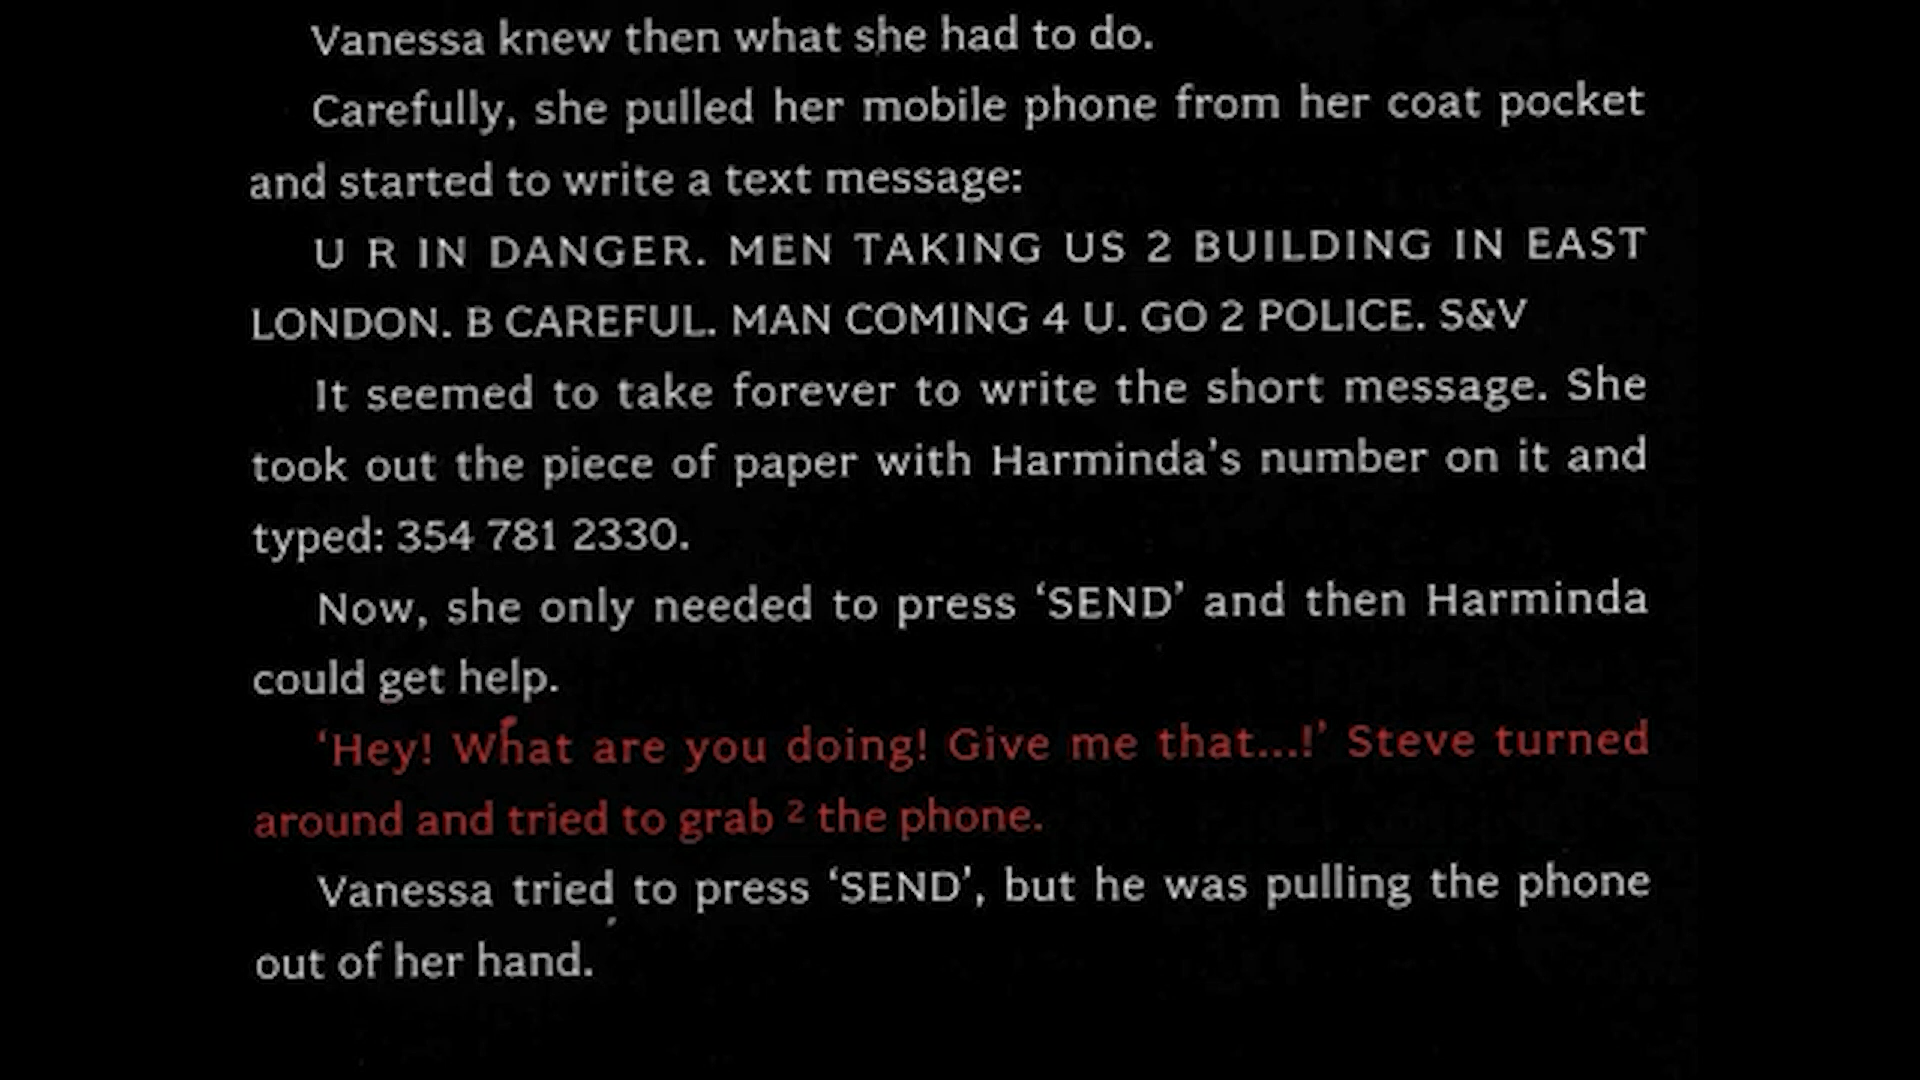 Vanessa knew then what she had to do.
Carefully, she pulled her mobile phone from her coat pocket
and started to write a text message:
U R IN DANGER. MEN TAKING US 2 BUILDING IN EAST
LONDON. B CAREFUL. MAN COMING 4 U. GO 2 POLICE. S&V
It seemed to take forever to write the short message. She
took out the piece of paper with Harminda’s number on it and
typed: 354 781 2330.
Now, she only needed to press ‘SEND’ and then Harminda
could get help.
‘Hey! What are you doing! Give me that...!’ Steve turned
around and tried to grab ² the phone.
Vanessa tried to press ‘SEND’, but he was pulling the phone
out of her hand.